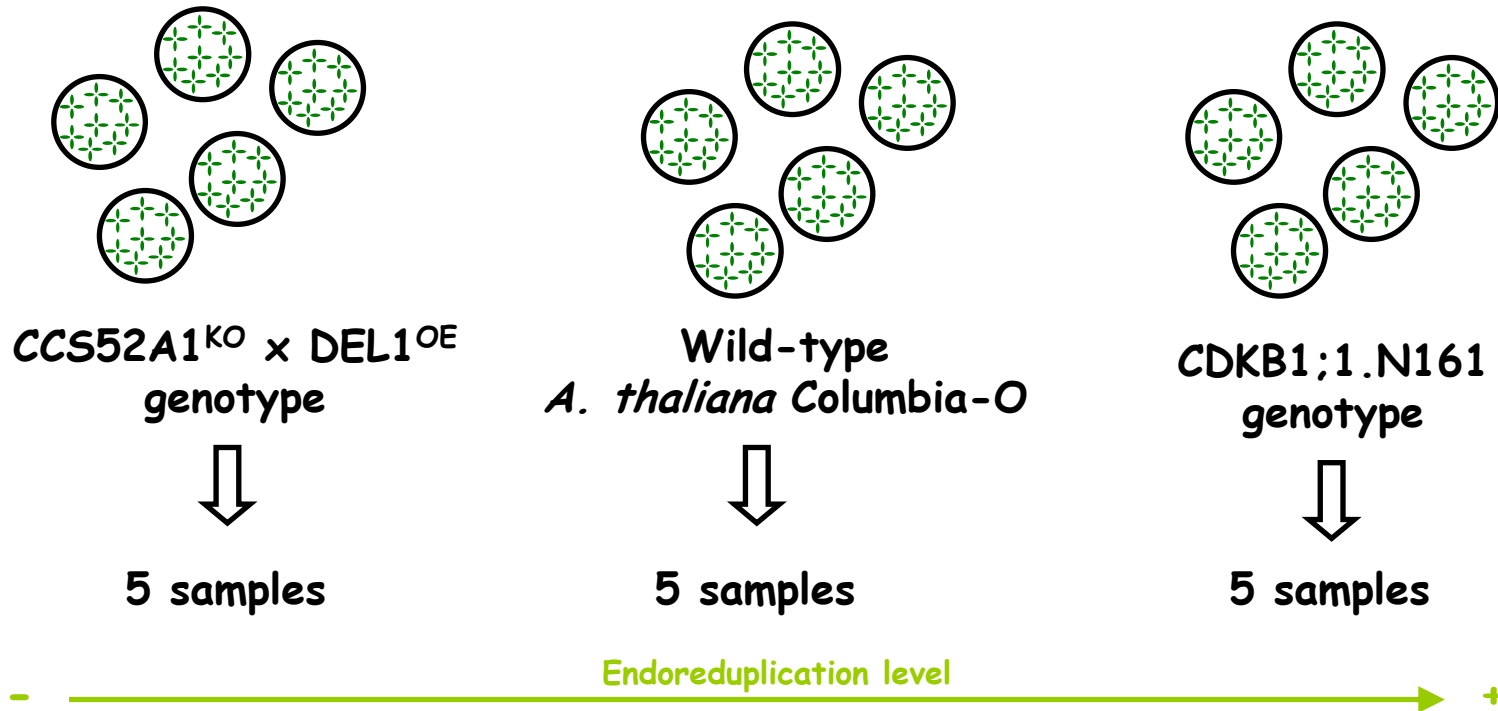 CCS52A1KO x DEL1OE
genotype
Wild-type
A. thaliana Columbia-O
CDKB1;1.N161
genotype
5 samples
5 samples
5 samples
Endoreduplication level
- +